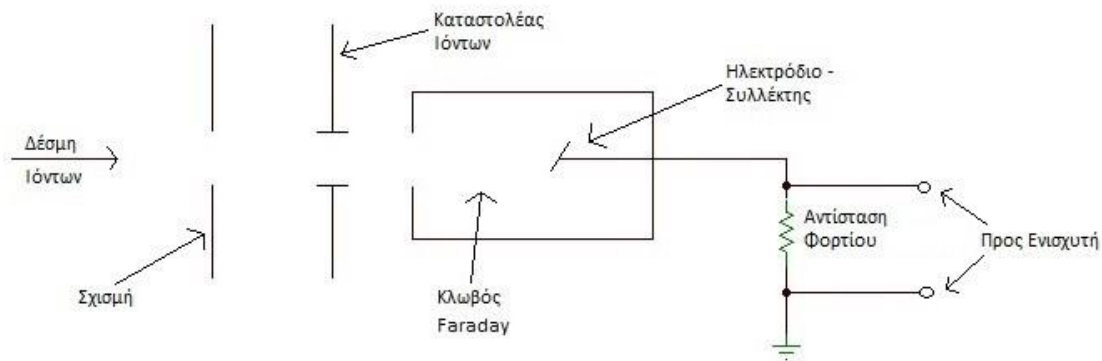 Καταστολέας
Ιόντων
Ηλεκτρόδιο -
Συλλέκτης
Δέσμη
Ιόντων
Αντίσταση
Φορτίου
Προς Ενισχυτή
Σχισμή
Κλωβός
Faraday